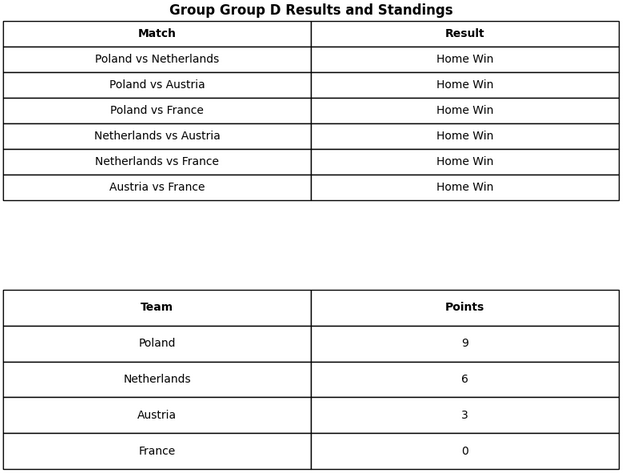 Group Group D Results and Standings
Match Result
Poland vs Netherlands Home Win
Poland vs Austria Home Win
Poland vs France Home Win
Netherlands vs Austria Home Win
Netherlands vs France Home Win
Austria vs France Home Win
Team Points
Poland 9
Netherlands 6
Austria 3
France 0